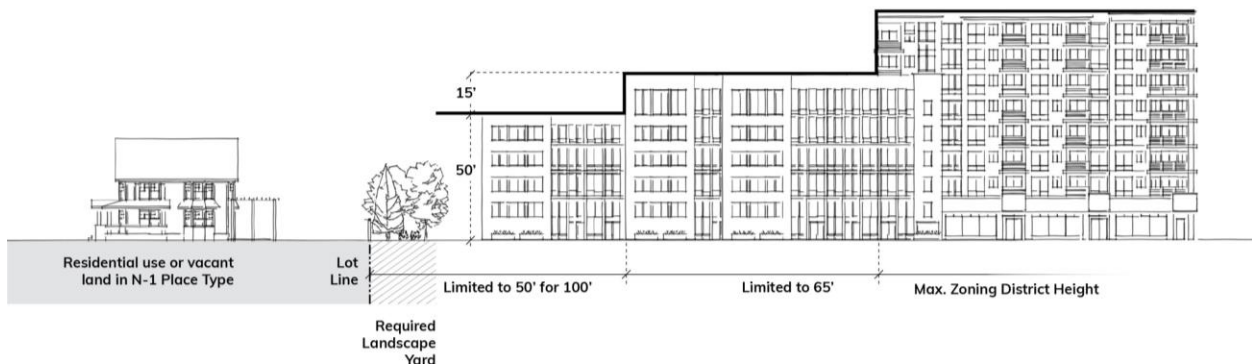 15’
50’
Residential use or vacant
land in N-1 Place Type
Lot
Line
Limited to 50’ for 100’
Limited to 65’
Max. Zoning District Height
Required
Landscape
Yard